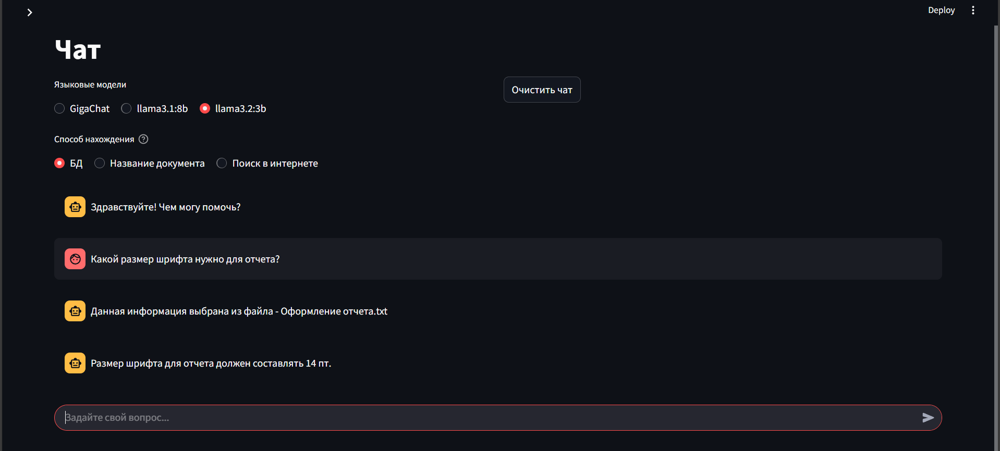 Deploy
Чат
Языковые модели
Очистить чат
GigaChat llama3.1:8b llama3.2:3b
Способ нахождения ?
БД Название документа Поиск в интернете
Здравствуйте! Чем могу помочь?
Какой размер шрифта нужно для отчета?
Данная информация выбрана из файла - Оформление отчета.txt
Размер шрифта для отчета должен составлять 14 пт.
Задайте свой вопрос...